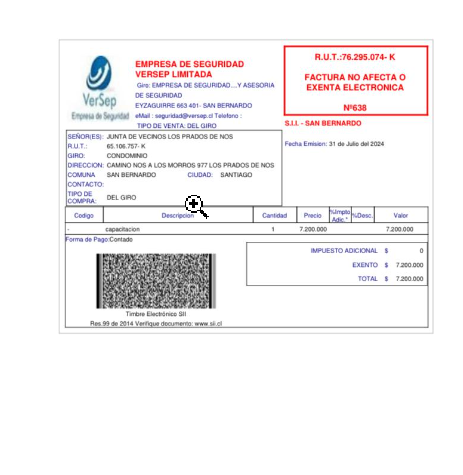 VerSep
Empresa de Seguridad
EMPRESA DE SEGURIDAD
VERSEP LIMITADA
Giro: EMPRESA DE SEGURIDAD....Y ASESORIA
DE SEGURIDAD
EYZAGUIRRE 663 401- SAN BERNARDO
eMail : seguridad@versep.cl Telefono :
TIPO DE VENTA: DEL GIRO
R.U.T.:76.295.074- K
FACTURA NO AFECTA O
EXENTA ELECTRONICA
Nº638
S.I.I. - SAN BERNARDO
Fecha Emision: 31 de Julio del 2024
SEÑOR(ES): JUNTA DE VECINOS LOS PRADOS DE NOS
R.U.T.: 65.106.757- K
GIRO: CONDOMINIO
DIRECCION: CAMINO NOS A LOS MORROS 977 LOS PRADOS DE NOS
COMUNA SAN BERNARDO CIUDAD: SANTIAGO
CONTACTO:
TIPO DE COMPRA: DEL GIRO
Codigo Descripcion Cantidad Precio %Impto Adic.* %Desc. Valor
- capacitacion 1 7.200.000 7.200.000
Forma de Pago:Contado
IMPUESTO ADICIONAL $ 0
EXENTO $ 7.200.000
TOTAL $ 7.200.000
Timbre Electrónico SII
Res.99 de 2014 Verifique documento: www.sii.cl